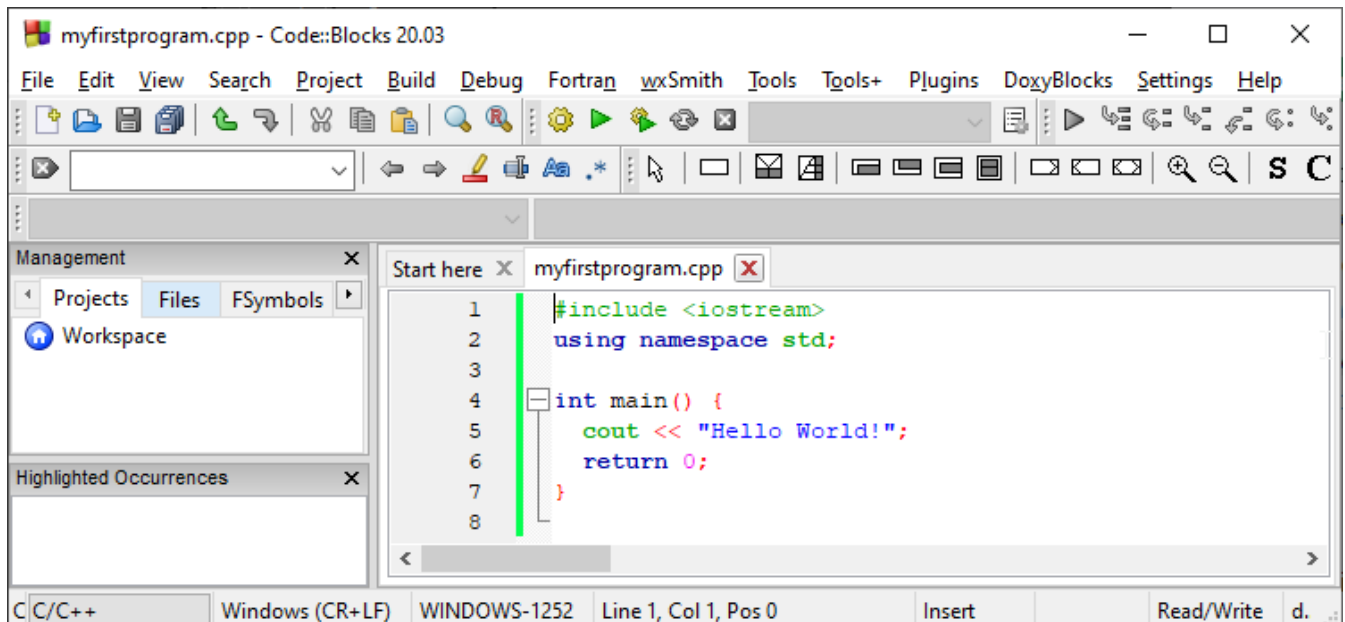 myfirstprogram.cpp - Code::Blocks 20.03
File Edit View Search Project Build Debug Fortran wxSmith Tools Tools+ Plugins DoxyBlocks Settings Help
Aa .* S C
Management
Projects Files FSymbols
Workspace
Highlighted Occurrences
Start here myfirstprogram.cpp
1 #include <iostream>
2 using namespace std;
3
4 int main() {
5 cout << "Hello World!";
6 return 0;
7 }
8
C C/C++ Windows (CR+LF) WINDOWS-1252 Line 1, Col 1, Pos 0 Insert Read/Write d.